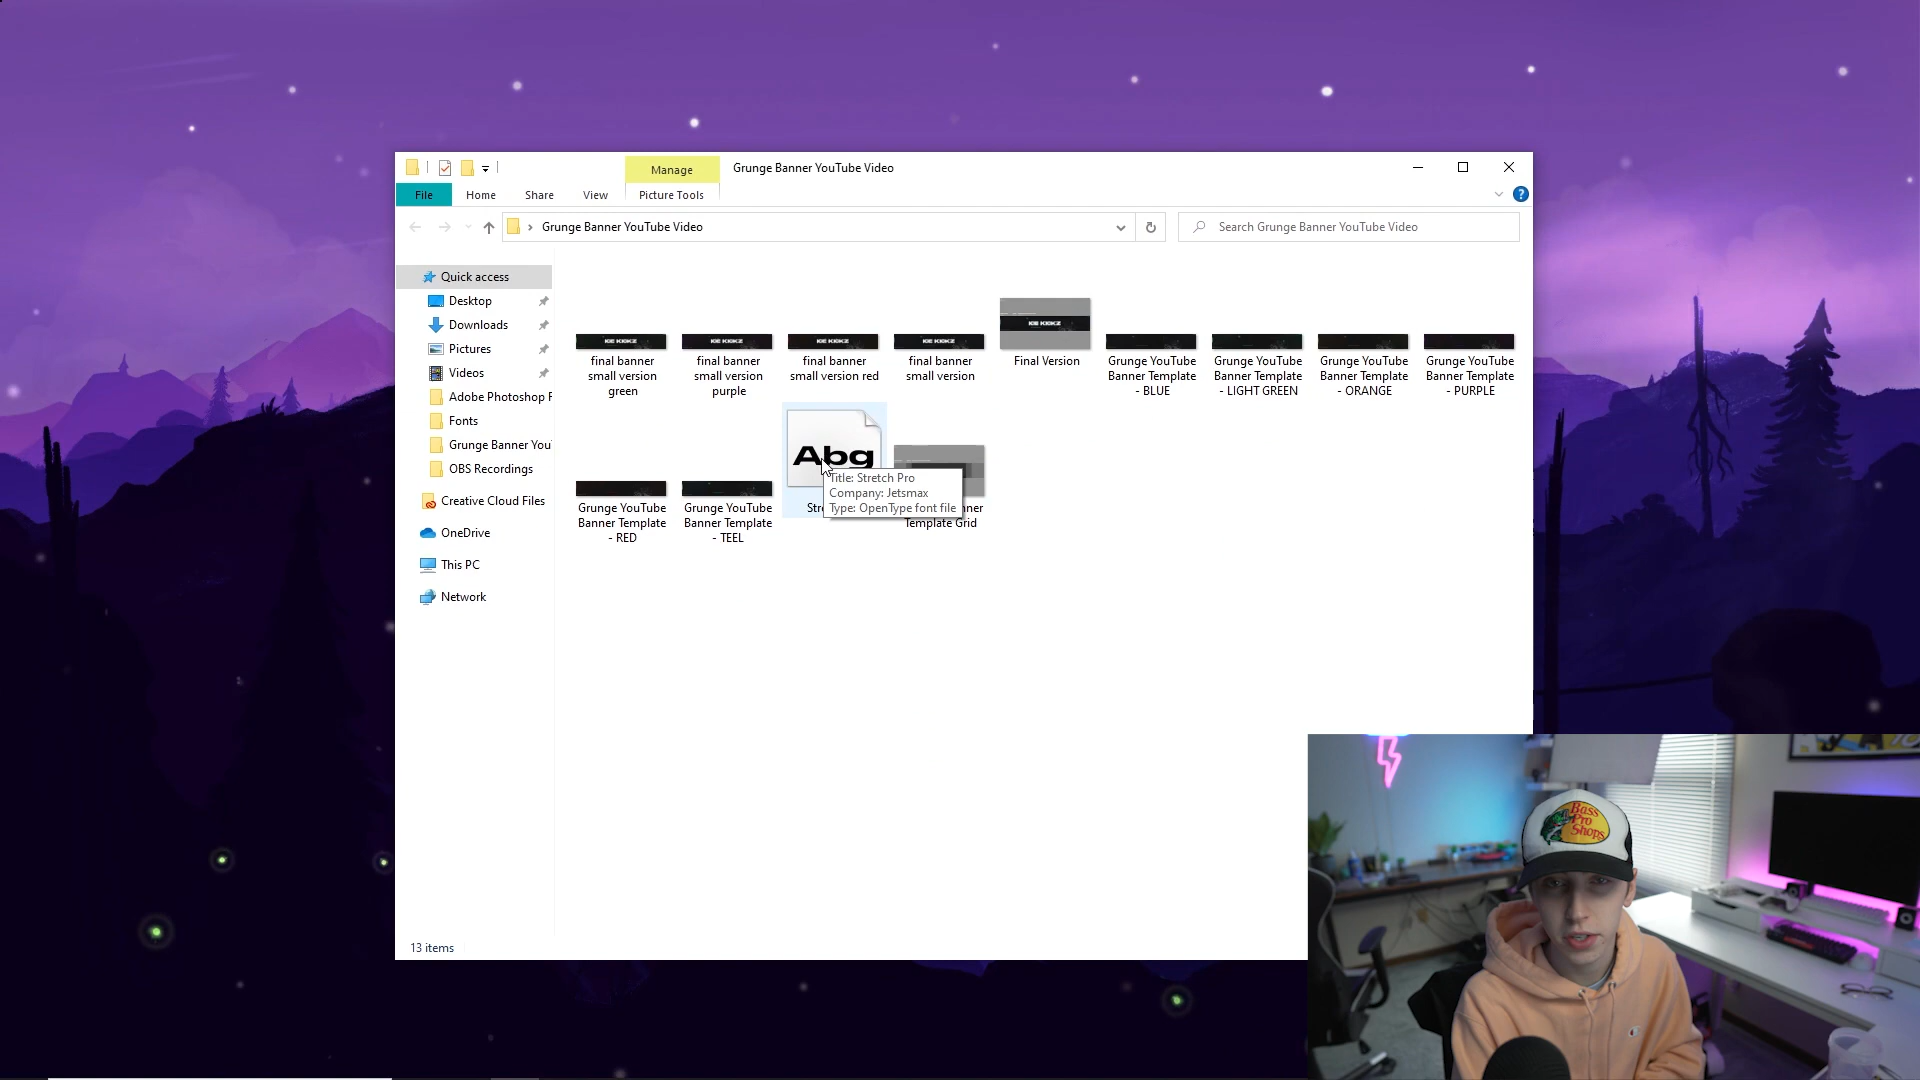 Manage
Grunge Banner YouTube Video
File
Home
Share
View
Picture Tools
Grunge Banner YouTube Video
Search Grunge Banner YouTube Video
Quick access
Desktop
Downloads
Pictures
Videos
Adobe Photoshop F
Fonts
Grunge Banner You
OBS Recordings
Creative Cloud Files
OneDrive
This PC
Network
final banner
small version
green
final banner
small version
purple
final banner
small version red
final banner
small version
Final Version
Grunge YouTube
Banner Template
- BLUE
Grunge YouTube
Banner Template
- LIGHT GREEN
Grunge YouTube
Banner Template
- ORANGE
Grunge YouTube
Banner Template
- PURPLE
Grunge YouTube
Banner Template
- RED
Grunge YouTube
Banner Template
- TEEL
Abg
Title: Stretch Pro
Company: Jetsmax
Type: OpenType font file
Template Grid
13 items
Bass
Pro
Shops